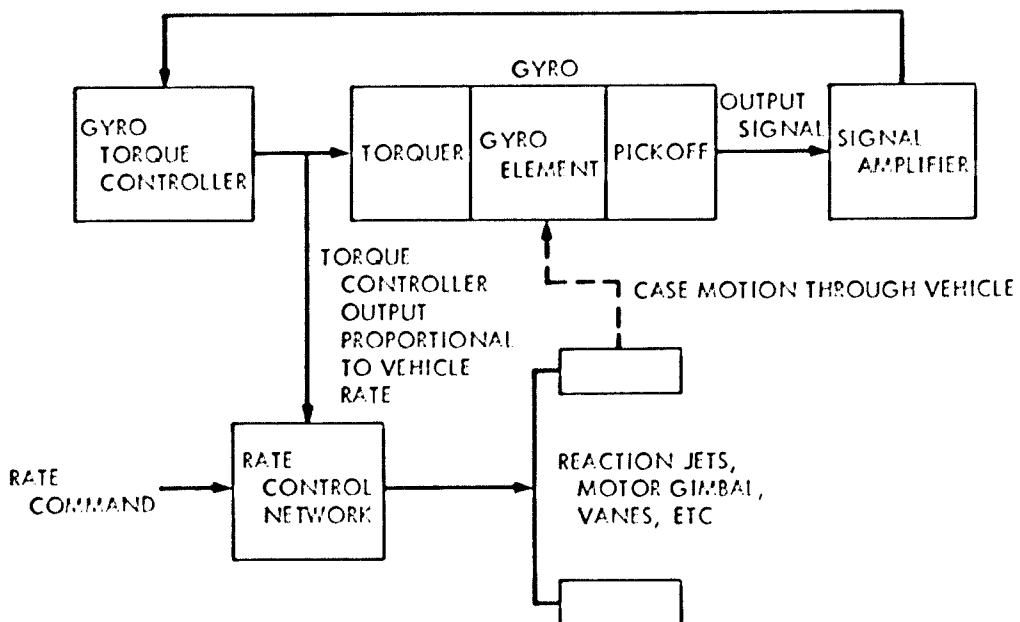 GYRO
GYRO
TORQUE
CONTROLLER
TORQUER
GYRO
ELEMENT
PICKOFF
OUTPUT
SIGNAL
SIGNAL
AMPLIFIER
TORQUE
CONTROLLER
OUTPUT
PROPORTIONAL
TO VEHICLE
RATE
CASE MOTION THROUGH VEHICLE
RATE
COMMAND
RATE
CONTROL
NETWORK
REACTION JETS,
MOTOR GIMBAL,
VANES, ETC